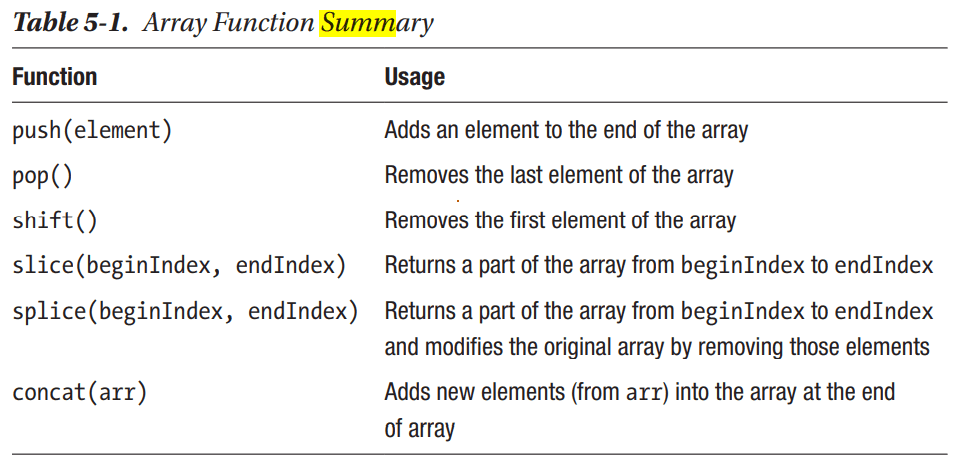 Table 5-1. Array Function Summary
Function Usage
push(element) Adds an element to the end of the array
pop() Removes the last element of the array
shift() Removes the first element of the array
slice(beginIndex, endIndex) Returns a part of the array from beginIndex to endIndex
splice(beginIndex, endIndex) Returns a part of the array from beginIndex to endIndex
and modifies the original array by removing those elements
concat(arr) Adds new elements (from arr) into the array at the end
of array